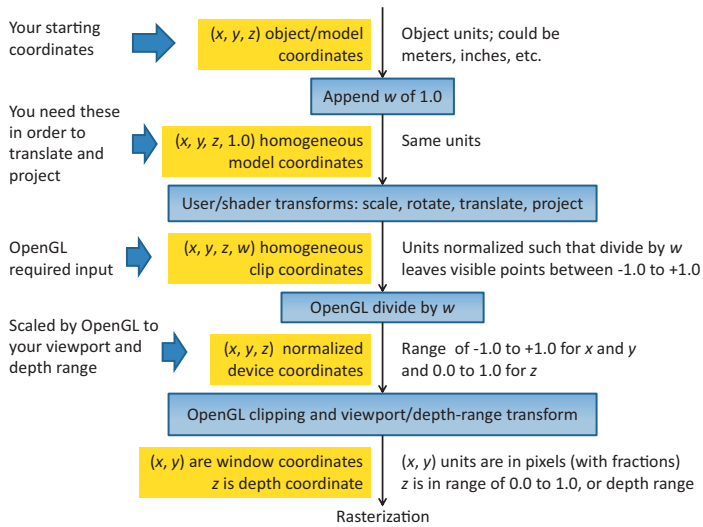 Your starting
coordinates
(x, y, z) object/model
coordinates
Object units; could be
meters, inches, etc.
Append w of 1.0
You need these
in order to
translate and
project
(x, y, z, 1.0) homogeneous
model coordinates
Same units
User/shader transforms: scale, rotate, translate, project
OpenGL
required input
(x, y, z, w) homogeneous
clip coordinates
Units normalized such that divide by w
leaves visible points between -1.0 to +1.0
OpenGL divide by w
Scaled by OpenGL to
your viewport and
depth range
(x, y, z) normalized
device coordinates
Range of -1.0 to +1.0 for x and y
and 0.0 to 1.0 for z
OpenGL clipping and viewport/depth-range transform
(x, y) are window coordinates
z is depth coordinate
(x, y) units are in pixels (with fractions)
z is in range of 0.0 to 1.0, or depth range
Rasterization